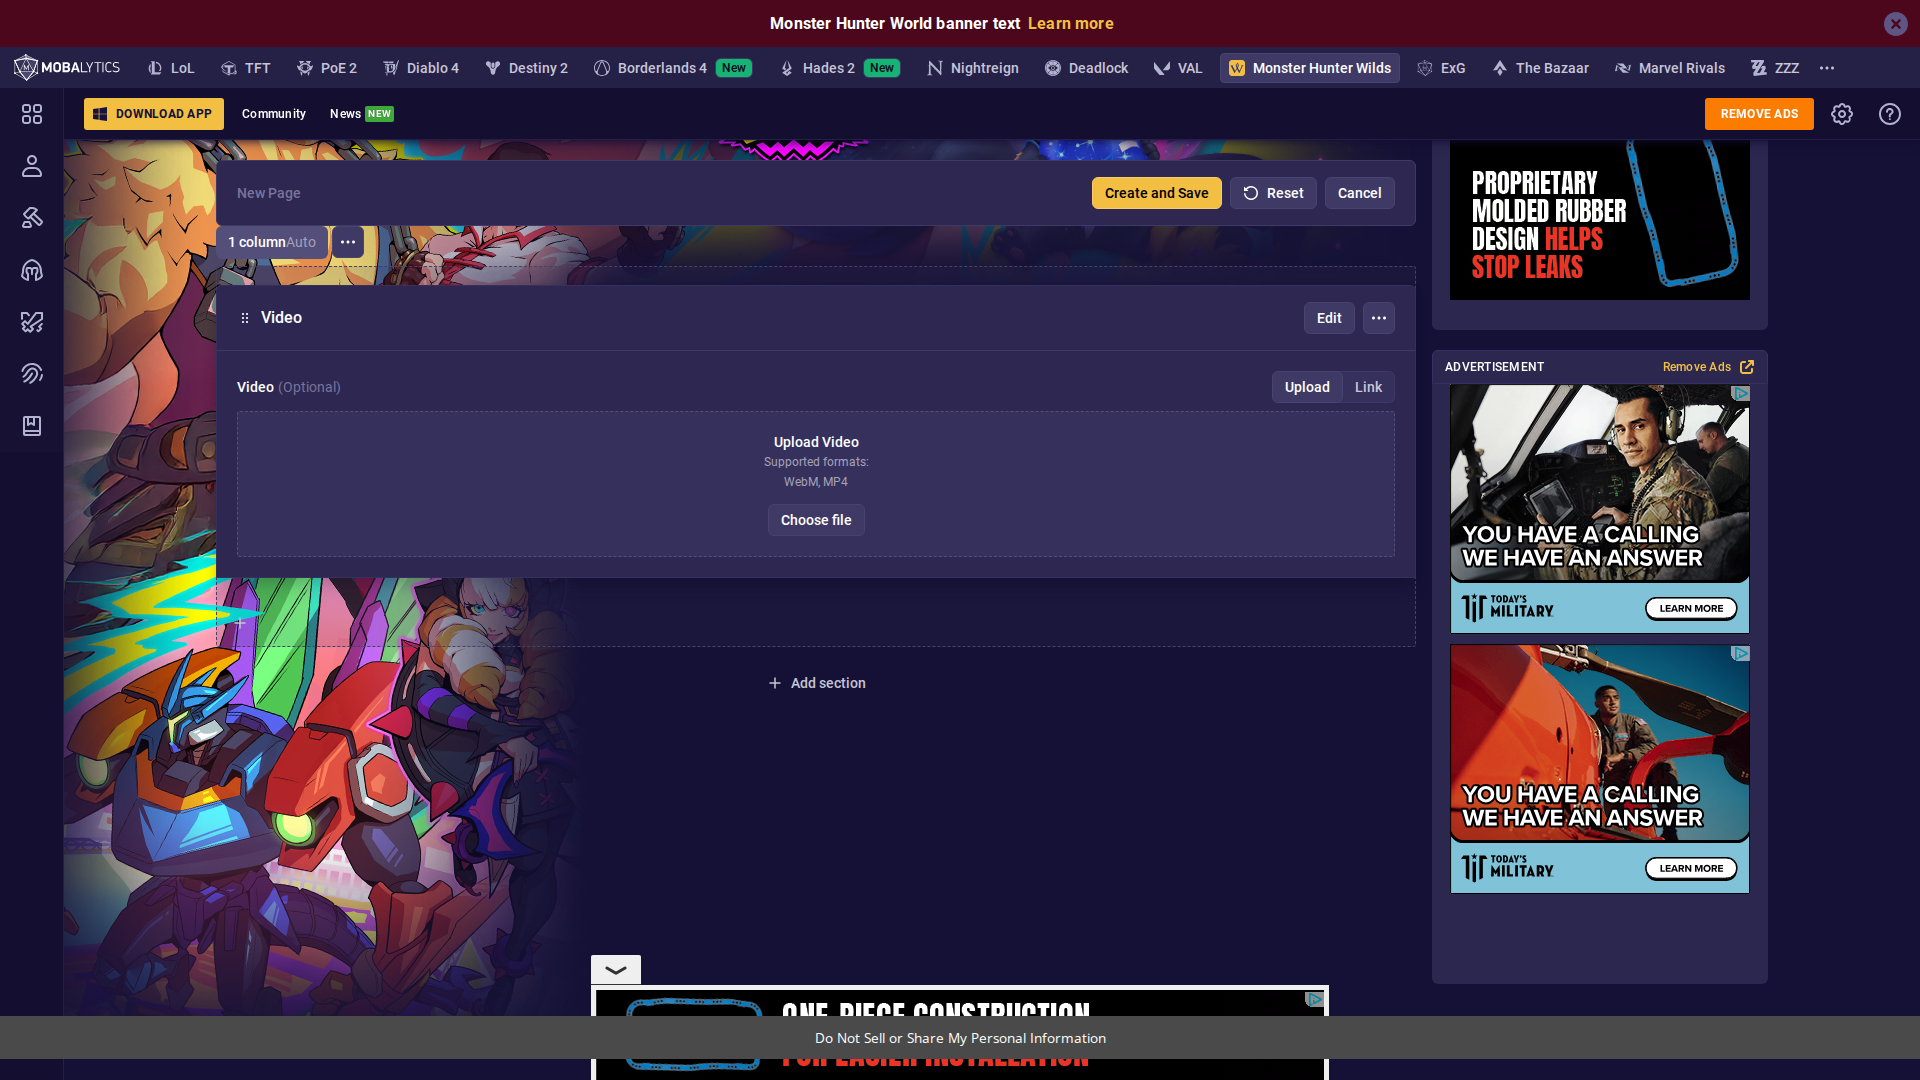 Monster Hunter World banner text Learn more
MOBALYTICS
LoL
TFT
PoE 2
Diablo 4
Destiny 2
Borderlands 4 New
Hades 2 New
Nightreign
Deadlock
VAL
Monster Hunter Wilds
ExG
The Bazaar
Marvel Rivals
ZZZ
DOWNLOAD APP
Community
News NEW
REMOVE ADS
New Page
Create and Save
Reset
Cancel
1 columnAuto
Video
Edit
Video (Optional)
Upload
Link
Upload Video
Supported formats:
WebM, MP4
Choose file
Add section
PROPRIETARY
MOLDED RUBBER
DESIGN HELPS
STOP LEAKS
ADVERTISEMENT
Remove Ads
YOU HAVE A CALLING
WE HAVE AN ANSWER
TODAY'S
MILITARY
LEARN MORE
YOU HAVE A CALLING
WE HAVE AN ANSWER
TODAY'S
MILITARY
LEARN MORE
ONE-PIECE CONSTRUCTION
Do Not Sell or Share My Personal Information
FOR EASIER INSTALLATION